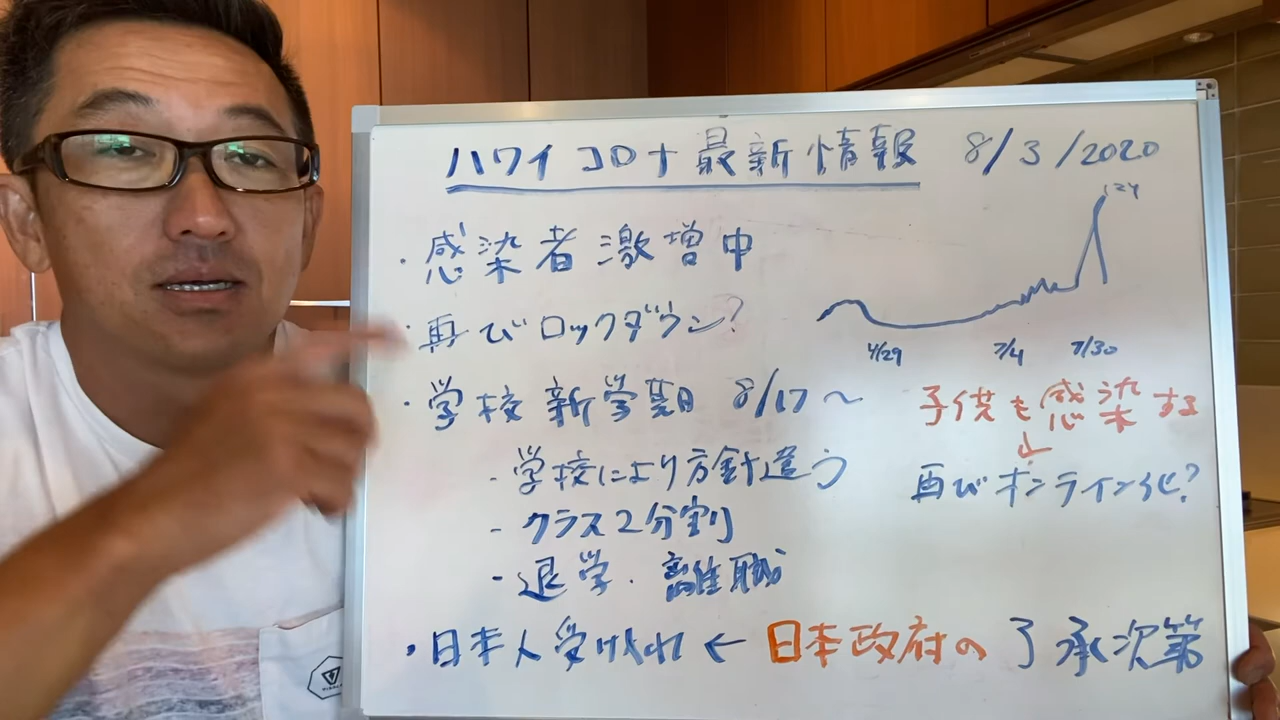 ハワイ コロナ 最新情報 8/3/2020
124
・感染者激増中
・再びロックダウン?
4/29 7/4 7/30
・学校新学期 8/17~
子供も感染する
↓
- 学校により方針違う
再びオンライン化?
- クラス2分割
- 退学・離職
・日本人受け入れ ← 日本政府の了承次第